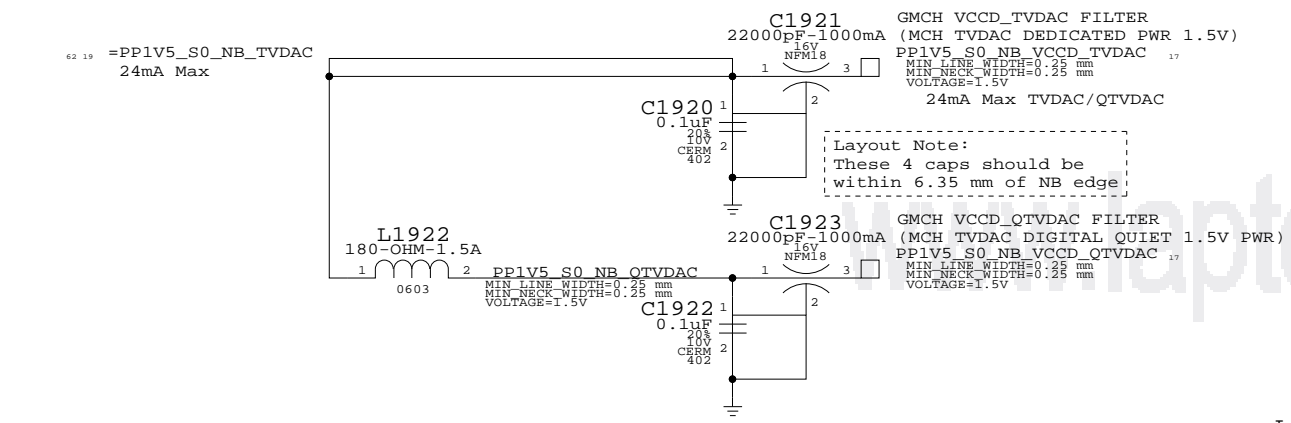 62 19 =PP1V5_S0_NB_TVDAC
24mA Max
C1921
22000pF-1000mA
16V
NFM18
1
3
2
GMCH VCCD_TVDAC FILTER
(MCH TVDAC DEDICATED PWR 1.5V)
PP1V5_S0_NB_VCCD_TVDAC 17
MIN_LINE_WIDTH=0.25 mm
MIN_NECK_WIDTH=0.25 mm
VOLTAGE=1.5V
24mA Max TVDAC/QTVDAC
C1920
0.1uF
20%
10V
CERM
402
1
2
Layout Note:
These 4 caps should be
within 6.35 mm of NB edge
www.lapt
L1922
180-OHM-1.5A
1
2
0603
PP1V5_S0_NB_QTVDAC
MIN_LINE_WIDTH=0.25 mm
MIN_NECK_WIDTH=0.25 mm
VOLTAGE=1.5V
C1923
22000pF-1000mA
16V
NFM18
1
3
2
GMCH VCCD_QTVDAC FILTER
(MCH TVDAC DIGITAL QUIET 1.5V PWR)
PP1V5_S0_NB_VCCD_QTVDAC 17
MIN_LINE_WIDTH=0.25 mm
MIN_NECK_WIDTH=0.25 mm
VOLTAGE=1.5V
C1922
0.1uF
20%
10V
CERM
402
1
2